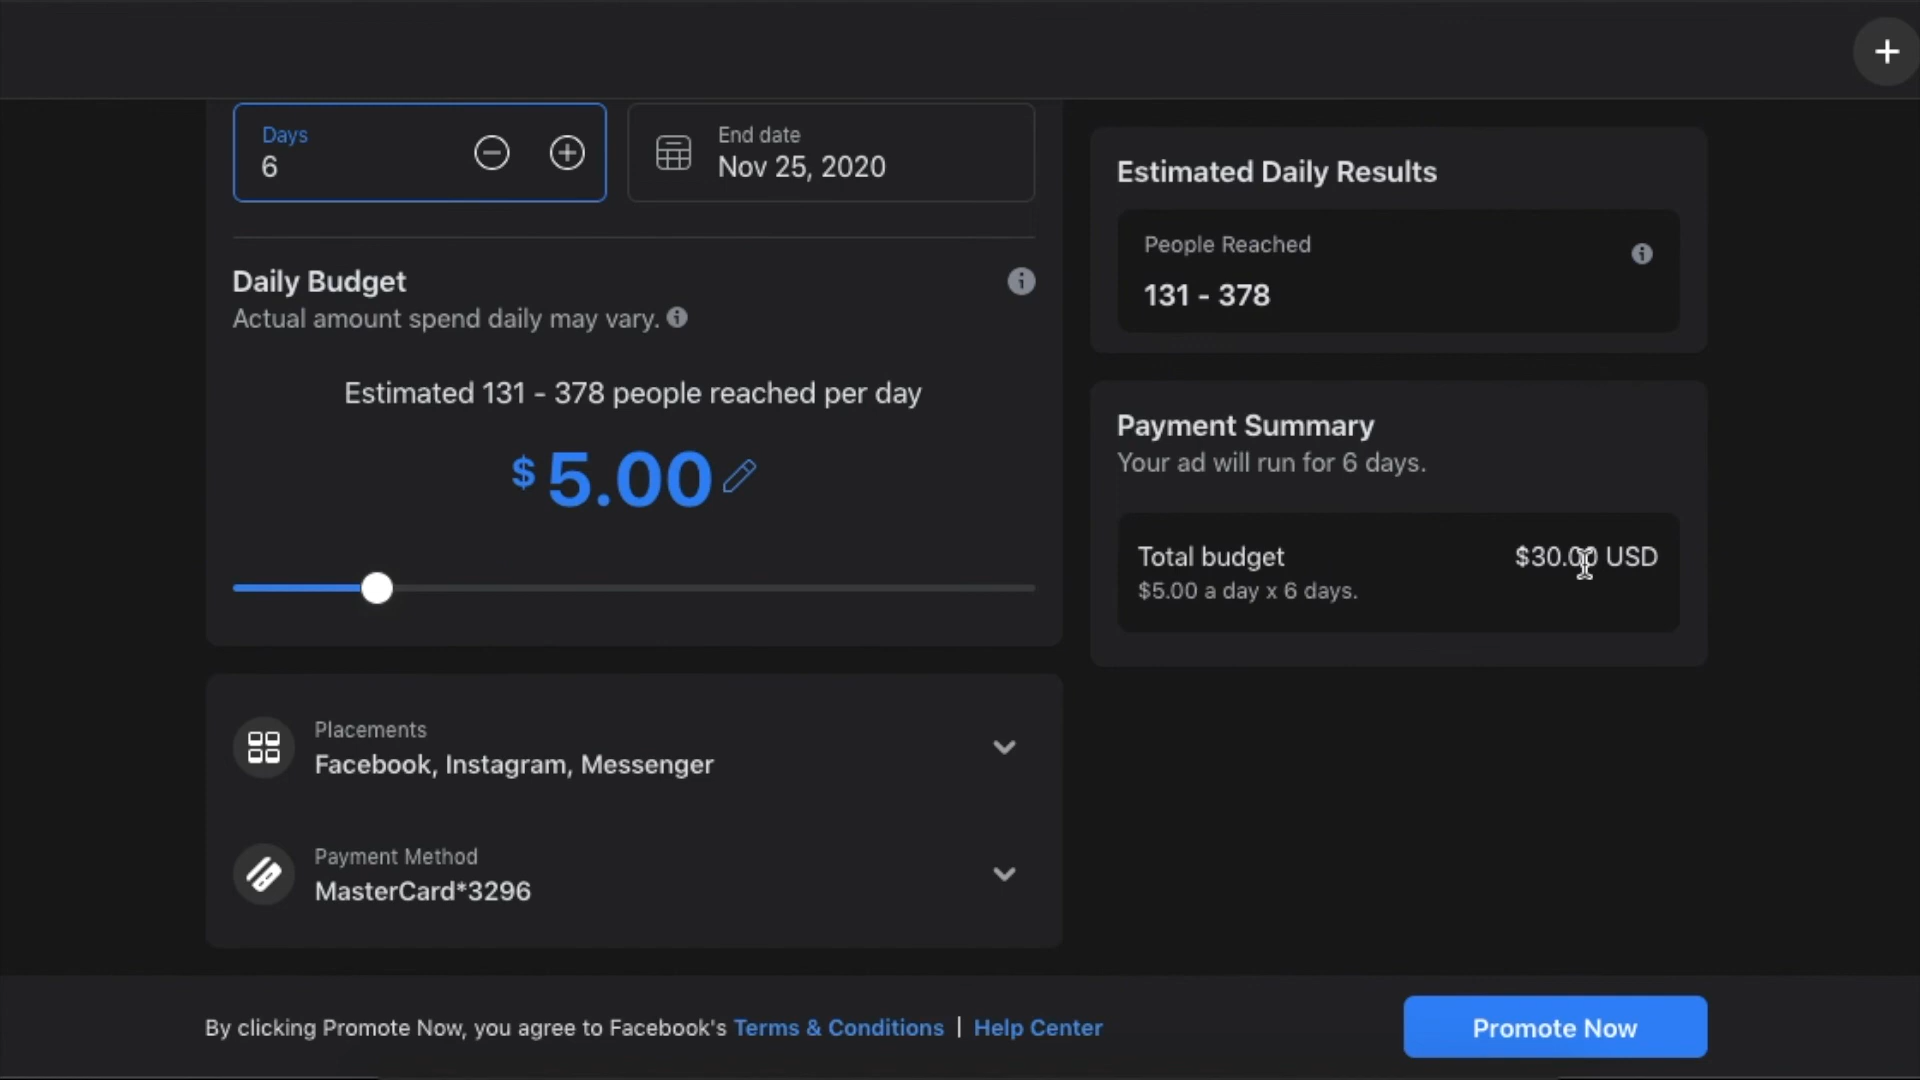 Days
6
End date
Nov 25, 2020
Daily Budget
Actual amount spend daily may vary.
Estimated 131 - 378 people reached per day
$5.00
Placements
Facebook, Instagram, Messenger
Payment Method
MasterCard*3296
Estimated Daily Results
People Reached
131 - 378
Payment Summary
Your ad will run for 6 days.
Total budget
$30.00 USD
$5.00 a day x 6 days.
By clicking Promote Now, you agree to Facebook's Terms & Conditions | Help Center
Promote Now